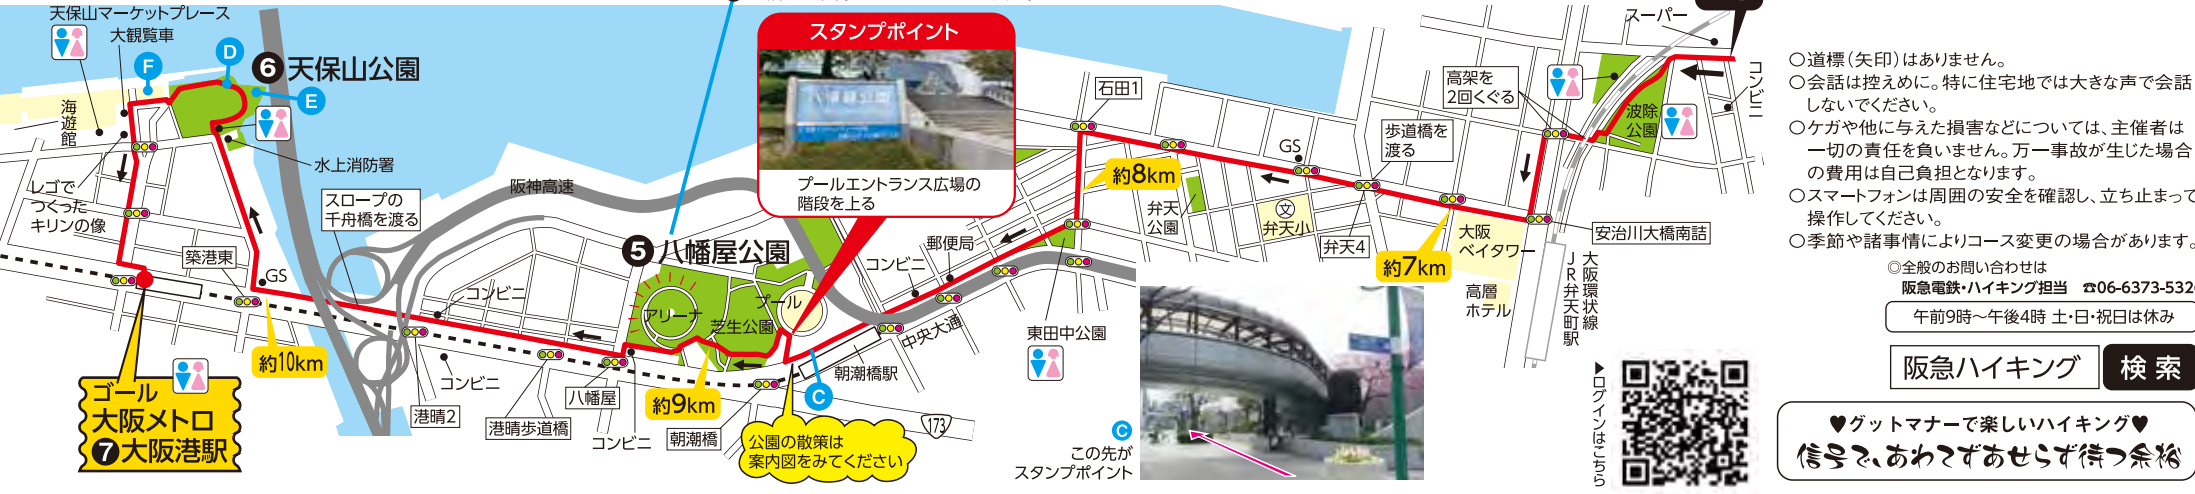 天保山マーケットプレース
大観覧車
F
D
E
❻天保山公園
海遊館
水上消防署
レゴで
つくった
キリンの像
スロープの
千舟橋を渡る
阪神高速
築港東
GS
約10km
ゴール
大阪メトロ
❼大阪港駅
港晴2
コンビニ
コンビニ
港晴歩道橋
八幡屋
コンビニ
❺八幡屋公園
アリーナ
芝生公園
プール
約9km
朝潮橋
公園の散策は
案内図をみてください
C
朝潮橋駅
中央大通
173
スタンプポイント
プールエントランス広場の
階段を上る
コンビニ
郵便局
東田中公園
C
この先が
スタンプポイント
石田1
約8km
弁天
公園
GS
文
弁天小
弁天4
歩道橋を
渡る
高架を
2回くぐる
約7km
大阪
ベイタワー
高層
ホテル
安治川大橋南詰
大阪環状線
JR弁天町駅
波除
公園
スーパー
コンビニ
○道標(矢印)はありません。
○会話は控えめに。特に住宅地では大きな声で会話
しないでください。
○ケガや他に与えた損害などについては、主催者は
一切の責任を負いません。万一事故が生じた場合
の費用は自己負担となります。
○スマートフォンは周囲の安全を確認し、立ち止まって
操作してください。
○季節や諸事情によりコース変更の場合があります。
◎全般のお問い合わせは
阪急電鉄・ハイキング担当 ☎06-6373-532
午前9時〜午後4時 土・日・祝日は休み
阪急ハイキング 検索
▶ログインはこちら
♥グットマナーで楽しいハイキング♥
信号で、あわてずあせらず待つ余裕